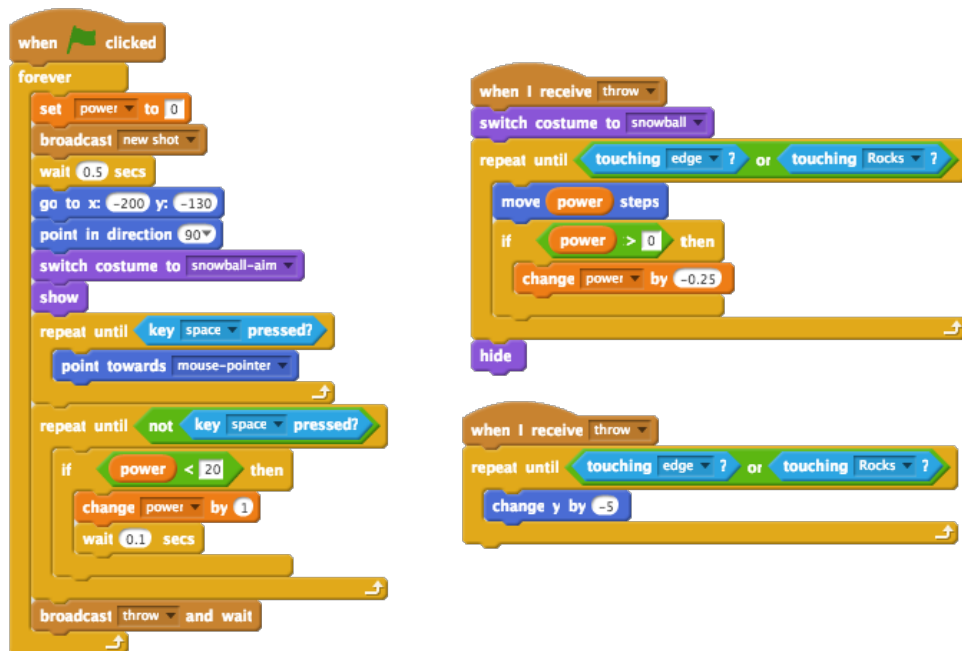 when clicked
forever
set power to 0
broadcast new shot
wait 0.5 secs
go to x: -200 y: -130
point in direction 90
switch costume to snowball-aim
show
repeat until key space pressed?
point towards mouse-pointer
repeat until not key space pressed?
if power < 20 then
change power by 1
wait 0.1 secs
broadcast throw and wait
when I receive throw
switch costume to snowball
repeat until touching edge ? or touching Rocks ?
move power steps
if power > 0 then
change power by -0.25
hide
when I receive throw
repeat until touching edge ? or touching Rocks ?
change y by -5